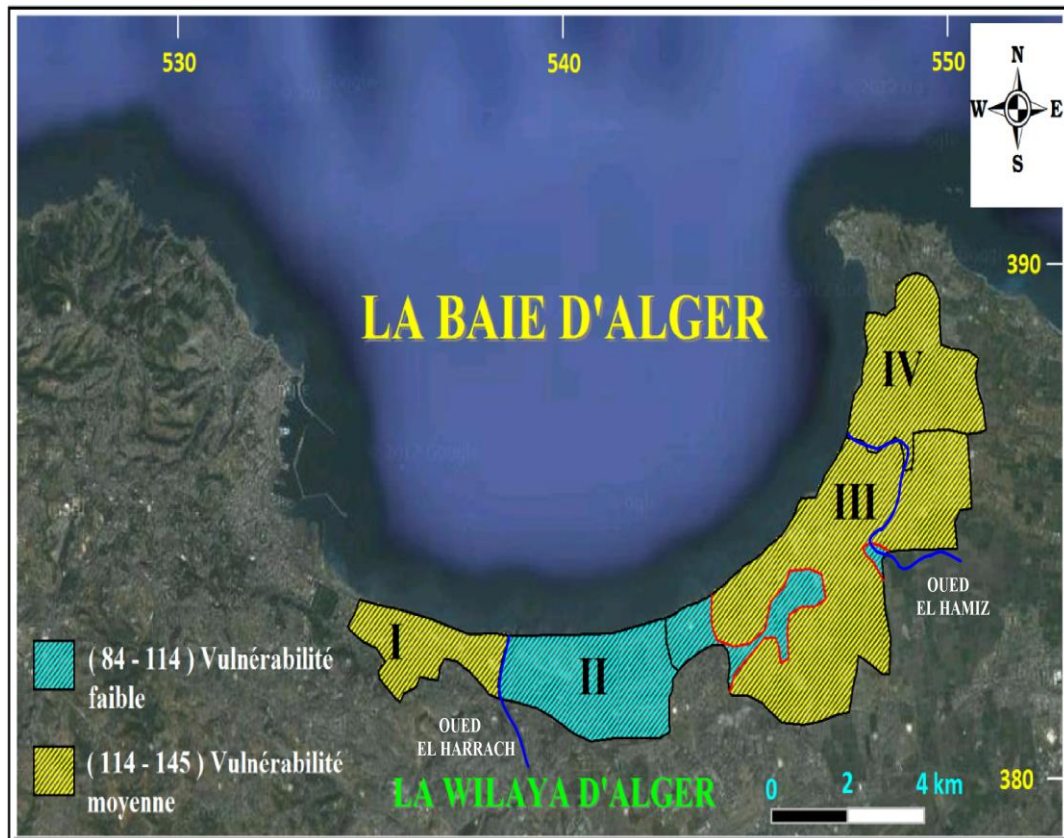 530
540
550
N
W E
S
390
LA BAIE D'ALGER
IV
III
OUED
EL HAMIZ
I
II
( 84 - 114 ) Vulnérabilité
faible
OUED
EL HARRACH
( 114 - 145 ) Vulnérabilité
moyenne
LA WILAYA D'ALGER
0 2 4 km
380